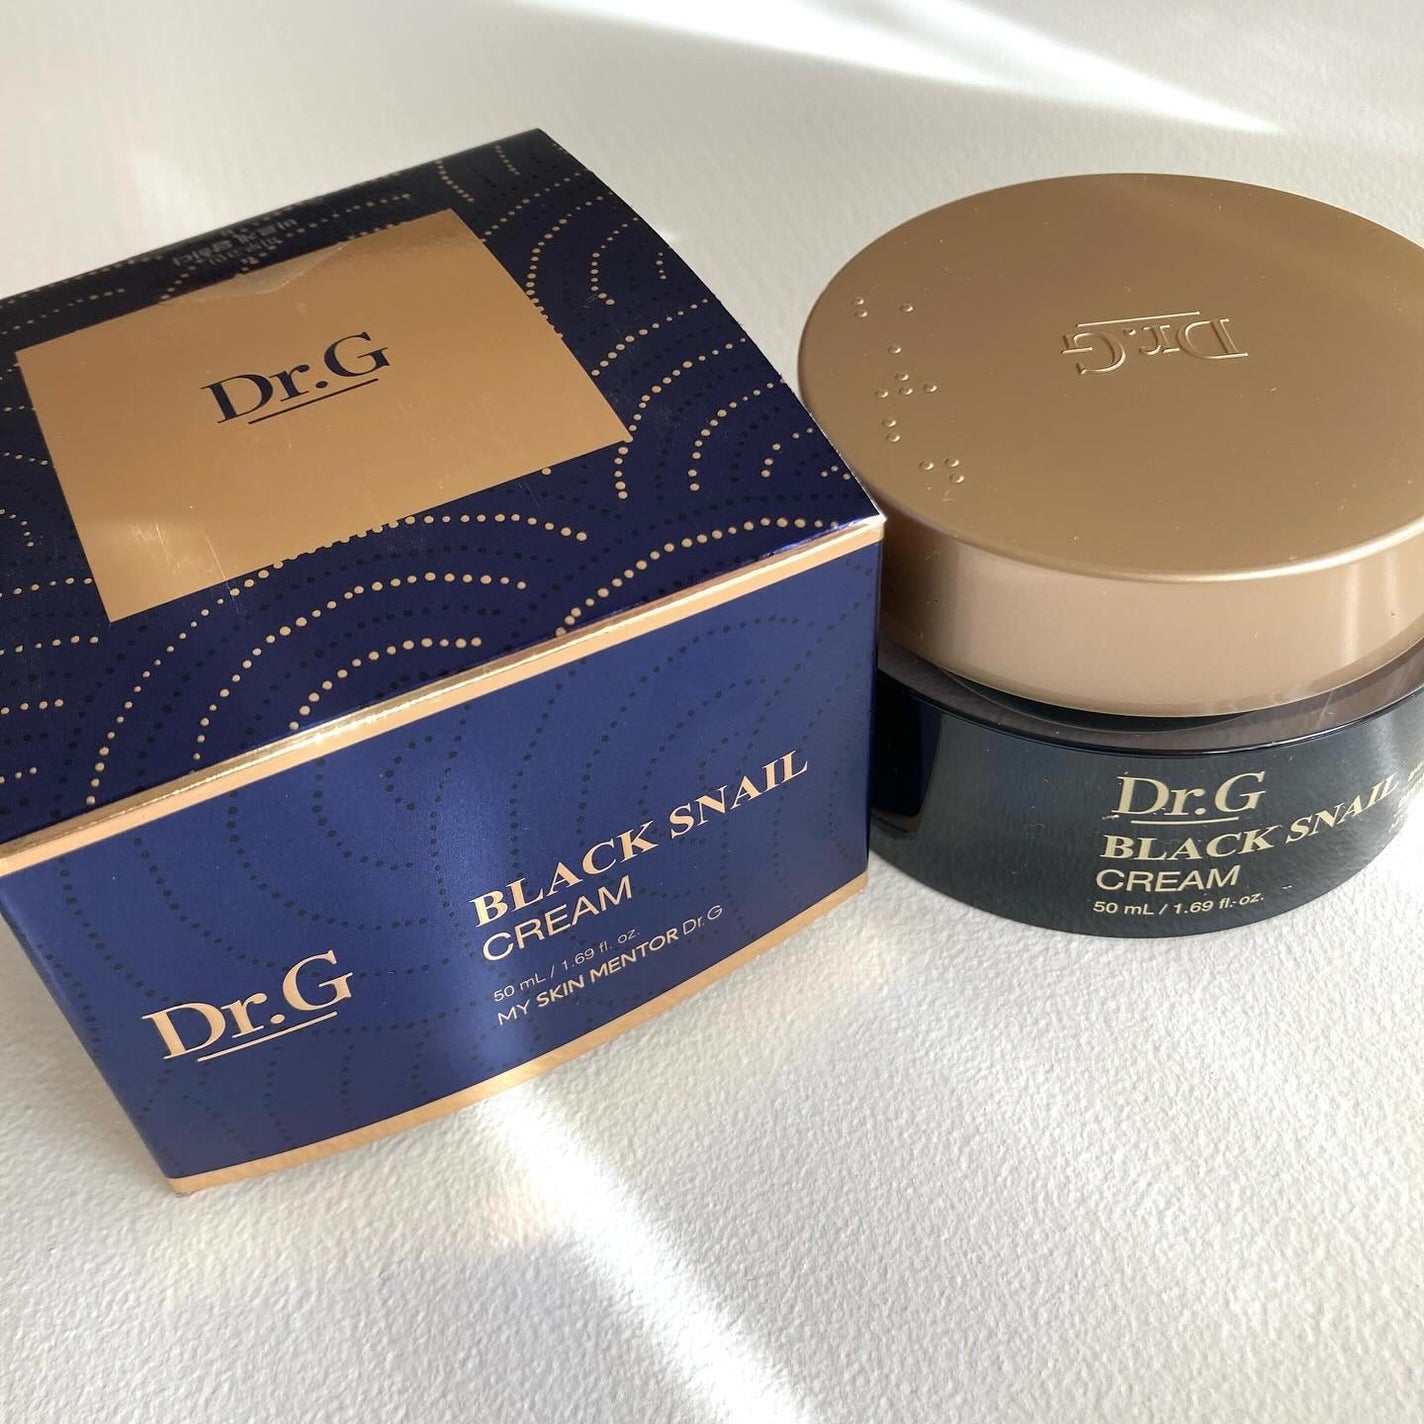 Dr.G
BLACK SNAIL
CREAM
50 mL / 1.69 fl. oz.
MY SKIN MENTOR Dr.G
Dr.G
Dr.G
Dr.G
BLACK SNAIL
CREAM
50 mL / 1.69 fl. oz.